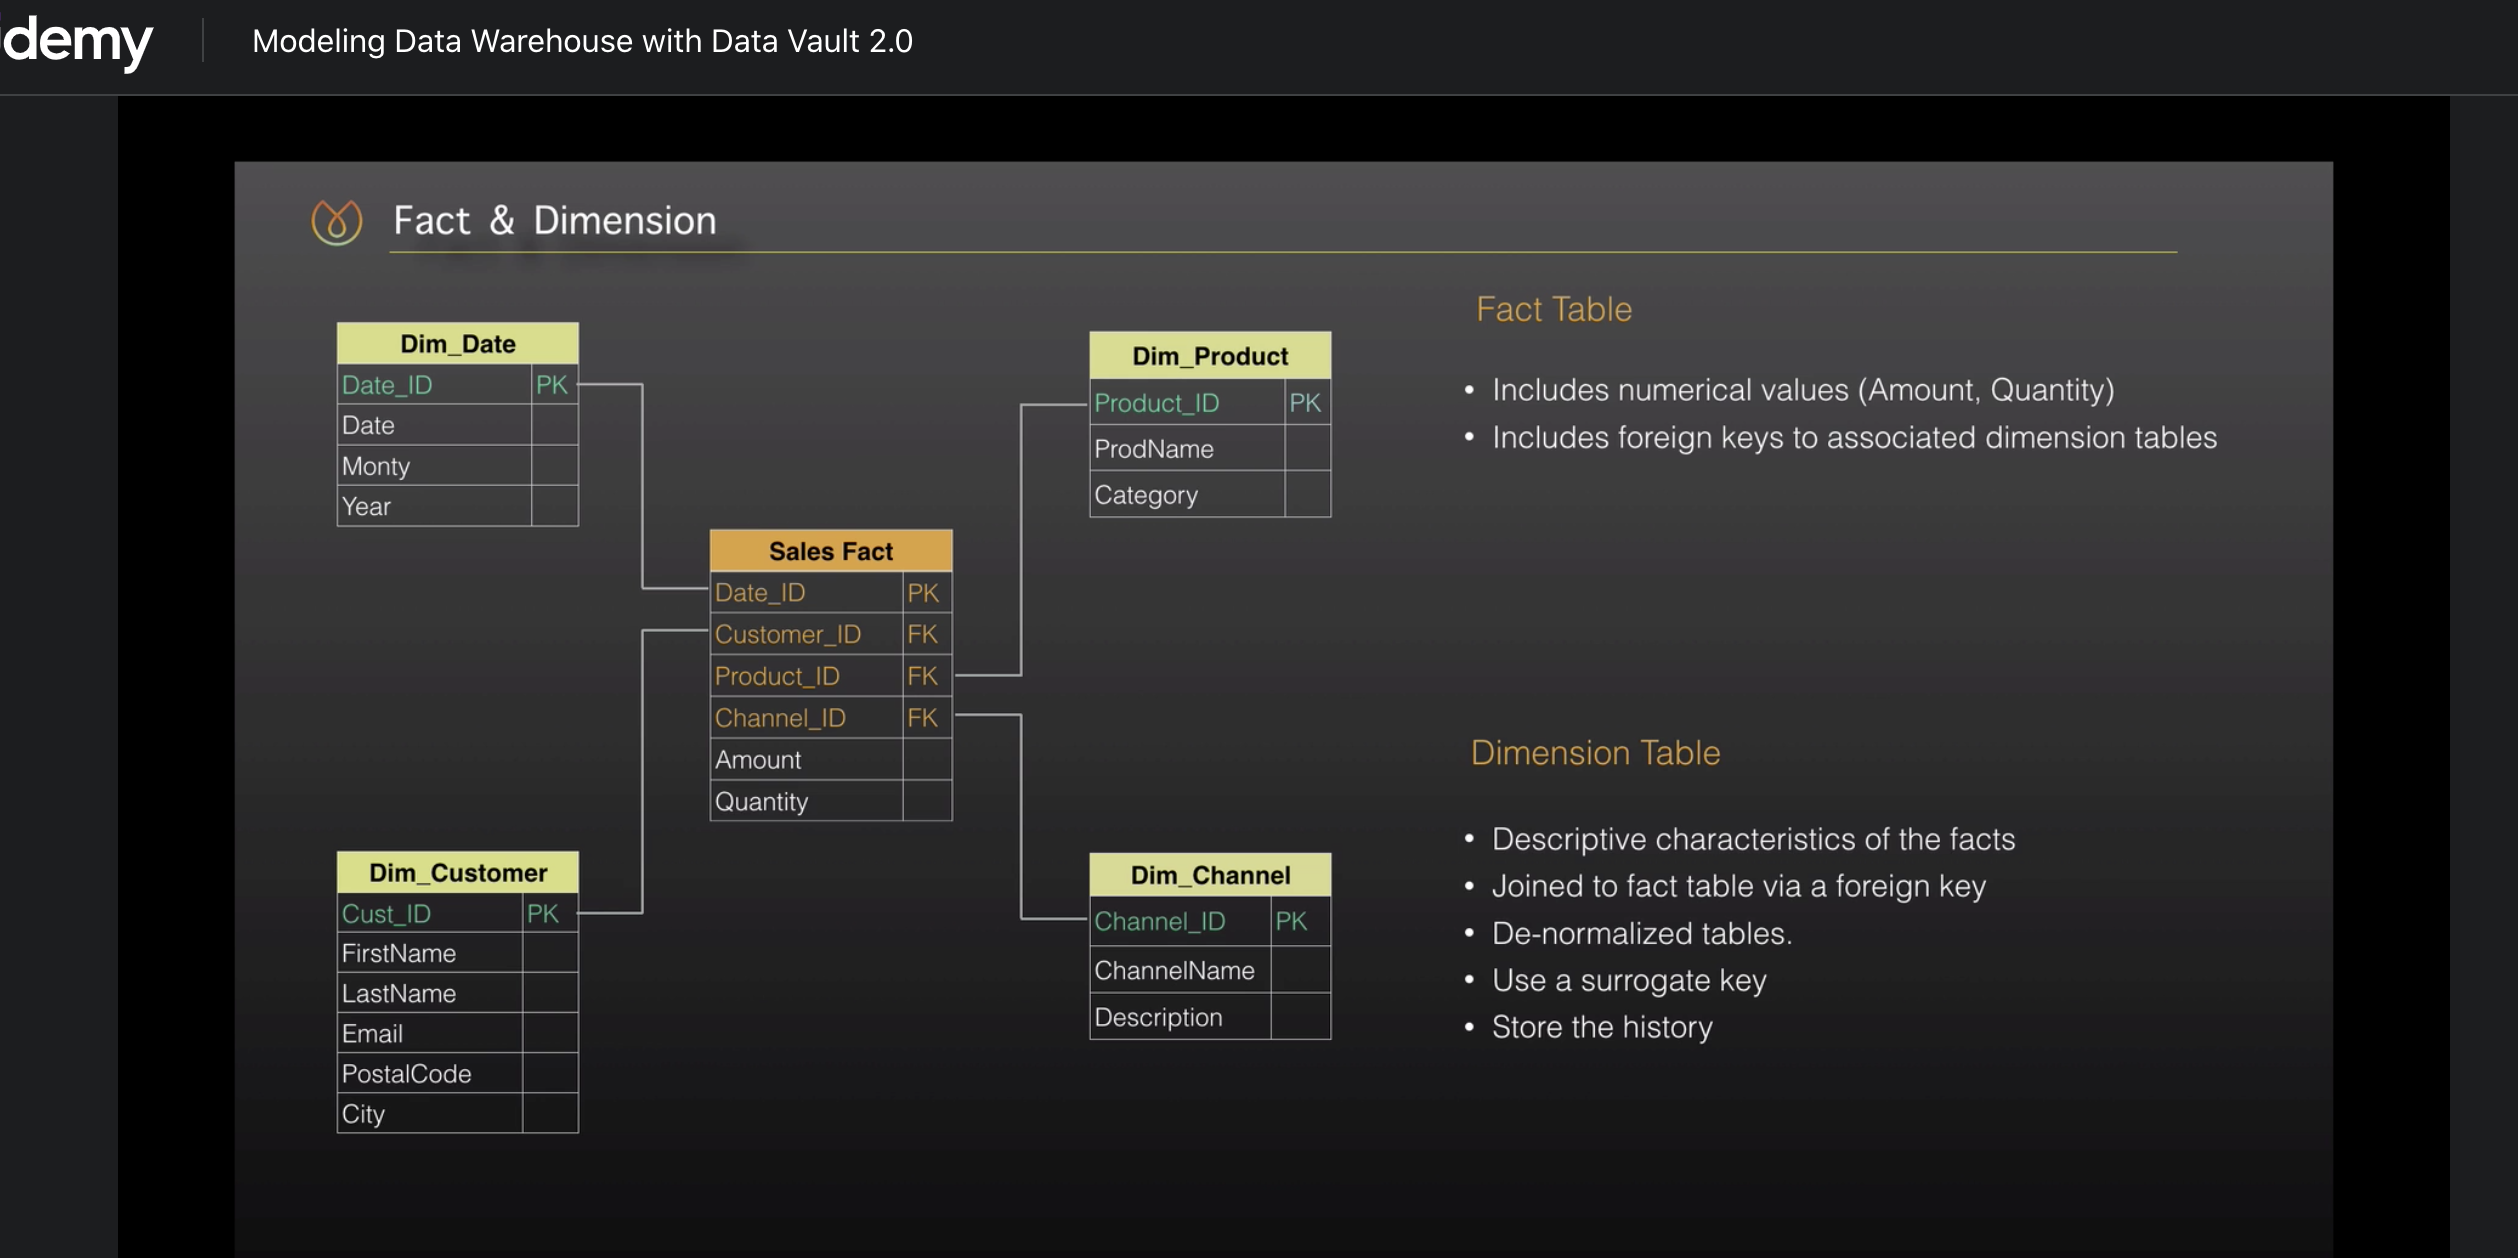 demy
Modeling Data Warehouse with Data Vault 2.0
Fact & Dimension
Dim_Date
Date_ID PK
Date
Monty
Year
Dim_Product
Product_ID PK
ProdName
Category
Sales Fact
Date_ID PK
Customer_ID FK
Product_ID FK
Channel_ID FK
Amount
Quantity
Dim_Customer
Cust_ID PK
FirstName
LastName
Email
PostalCode
City
Dim_Channel
Channel_ID PK
ChannelName
Description
Fact Table
• Includes numerical values (Amount, Quantity)
• Includes foreign keys to associated dimension tables
Dimension Table
• Descriptive characteristics of the facts
• Joined to fact table via a foreign key
• De-normalized tables.
• Use a surrogate key
• Store the history